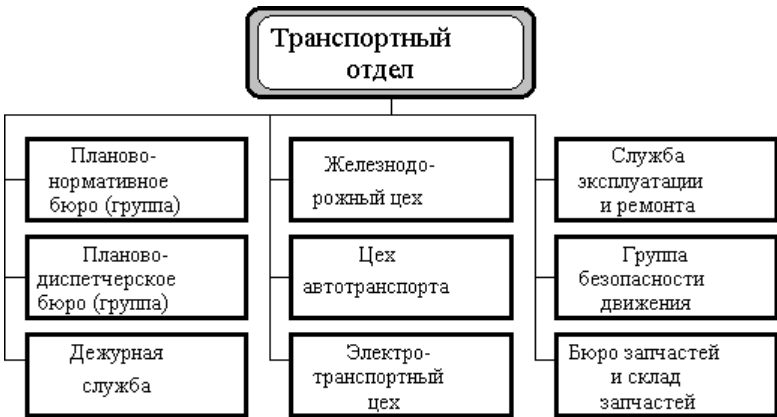 Транспортный
отдел
Планово-
нормативное
бюро (группа)
Железнодо-
рожный цех
Служба
эксплуатации
и ремонта
Планово-
диспетчерское
бюро (группа)
Цех
автотранспорта
Группа
безопасности
движения
Дежурная
служба
Электро-
транспортный
цех
Бюро запчастей
и склад
запчастей